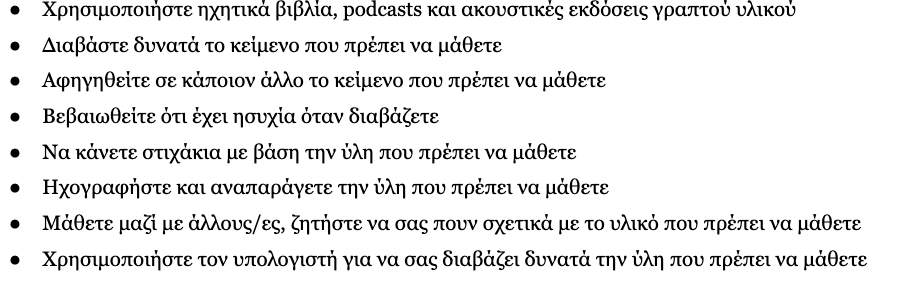 ● Χρησιμοποιήστε ηχητικά βιβλία, podcasts και ακουστικές εκδόσεις γραπτού υλικού
● Διαβάστε δυνατά το κείμενο που πρέπει να μάθετε
● Αφηγηθείτε σε κάποιον άλλο το κείμενο που πρέπει να μάθετε
● Βεβαιωθείτε ότι έχει ησυχία όταν διαβάζετε
● Να κάνετε στιχάκια με βάση την ύλη που πρέπει να μάθετε
● Ηχογραφήστε και αναπαράγετε την ύλη που πρέπει να μάθετε
● Μάθετε μαζί με άλλους/ες, ζητήστε να σας πουν σχετικά με το υλικό που πρέπει να μάθετε
● Χρησιμοποιήστε τον υπολογιστή για να σας διαβάζει δυνατά την ύλη που πρέπει να μάθετε